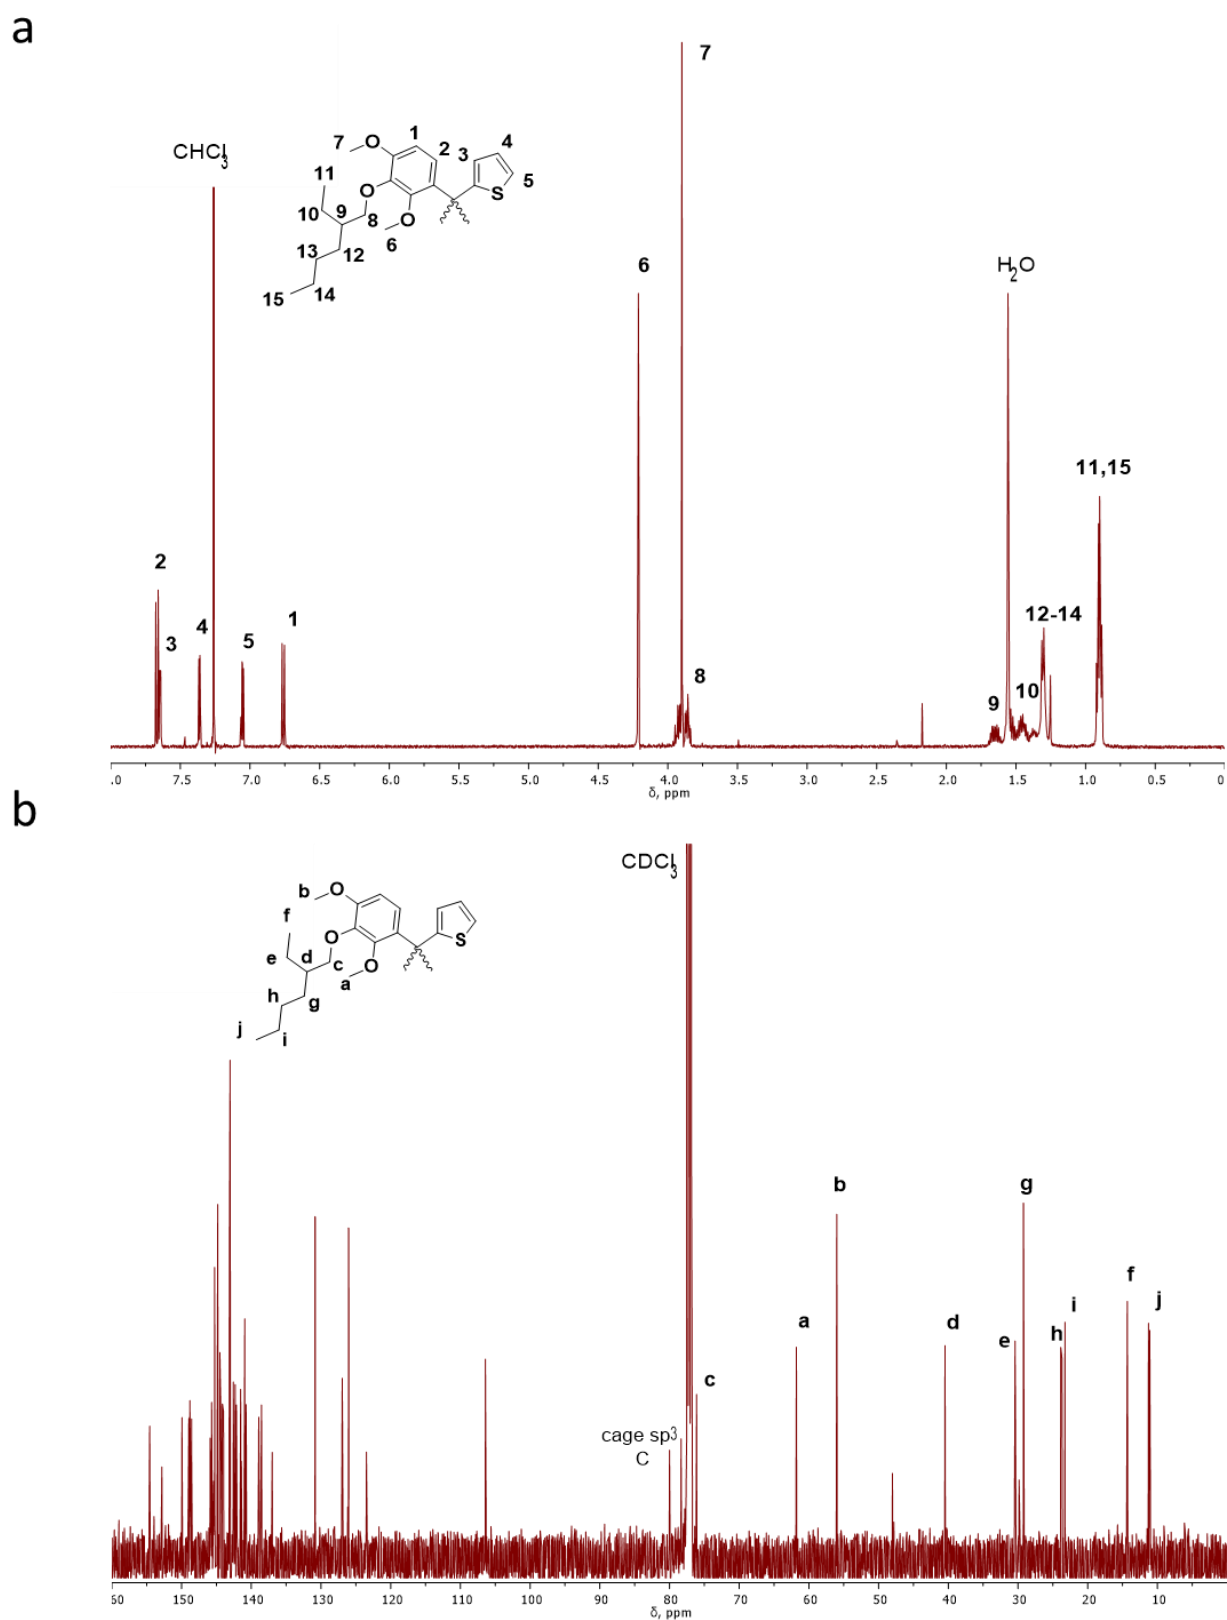 a
7
CHCl3
7 O 1 2 3 4 5 S
11 O
10 9 8 O
6
13 12
15 14
6
H2O
11,15
2
3 4 5 1
12-14
8
9 10
.0 7.5 7.0 6.5 6.0 5.5 5.0 4.5 4.0 3.5 3.0 2.5 2.0 1.5 1.0 0.5 0
δ, ppm
b
CDCl3
b O
f
O S
e d c O
a
h g
j i
b g
f
a d e h i j
c
cage sp3
C
60 150 140 130 120 110 100 90 80 70 60 50 40 30 20 10
δ, ppm